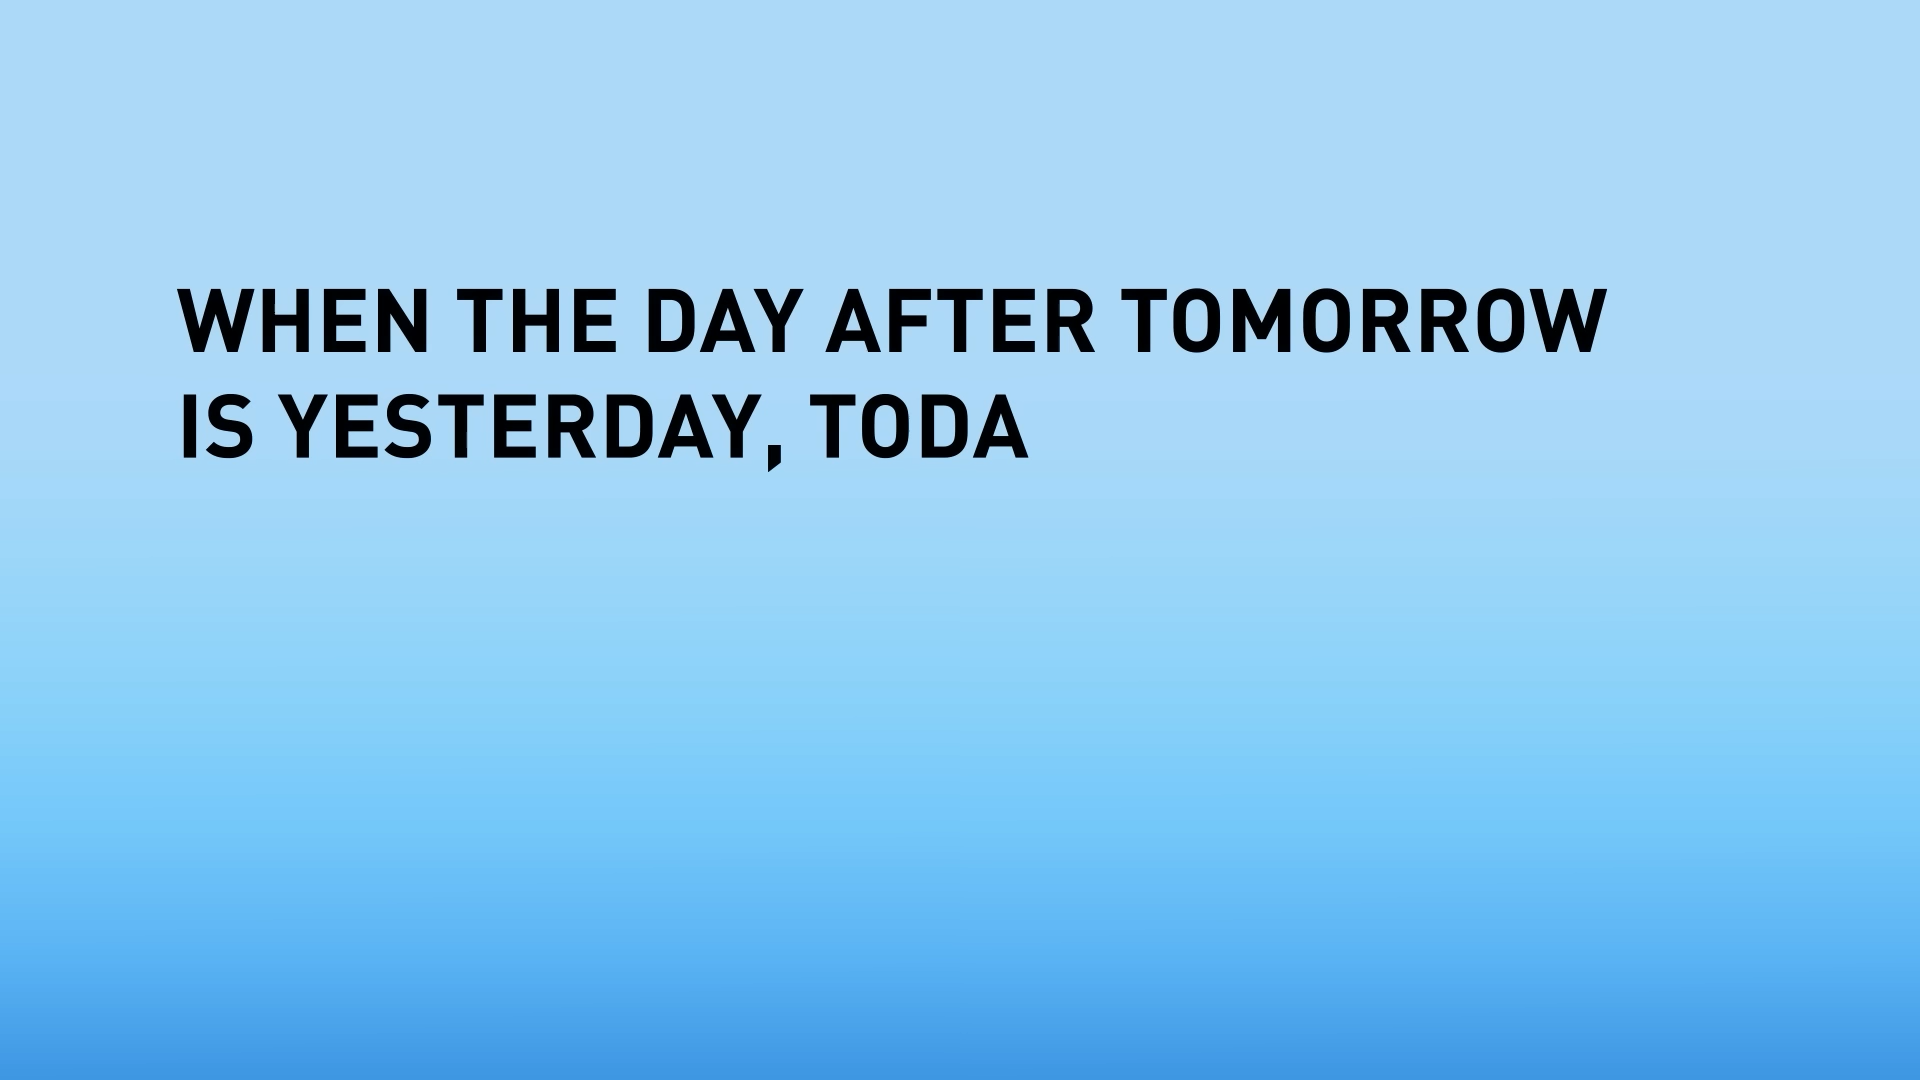 WHEN THE DAY AFTER TOMORROW
IS YESTERDAY, TODA